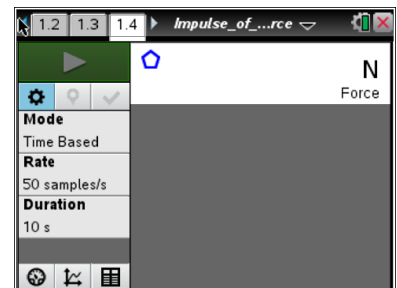 1.2 1.3 1.4 Impulse_of_...rce
N
Force
Mode
Time Based
Rate
50 samples/s
Duration
10 s